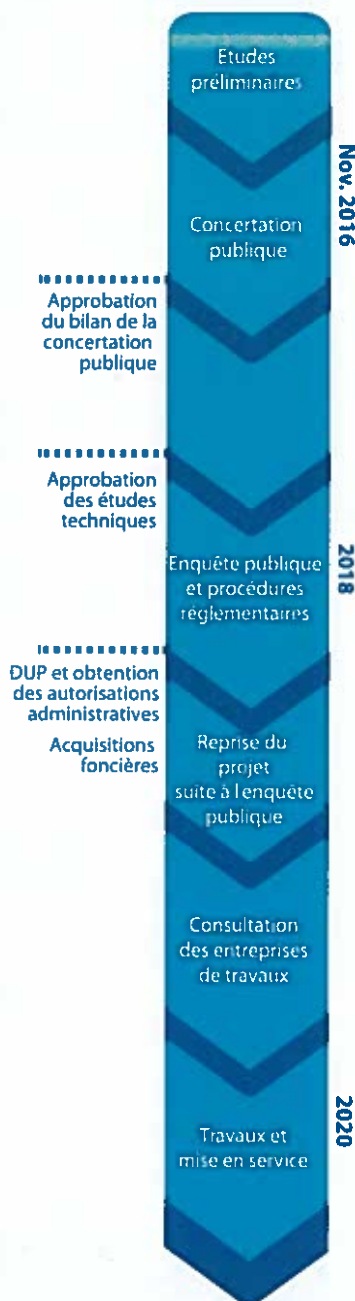 Etudes
préliminaires
Nov. 2016
Concertation
publique
Approbation
du bilan de la
concertation
publique
Approbation
des études
techniques
2018
Enquête publique
et procédures
réglementaires
DUP et obtention
des autorisations
administratives
Acquisitions
foncières
Reprise du
projet
suite à l'enquête
publique
Consultation
des entreprises
de travaux
2020
Travaux et
mise en service